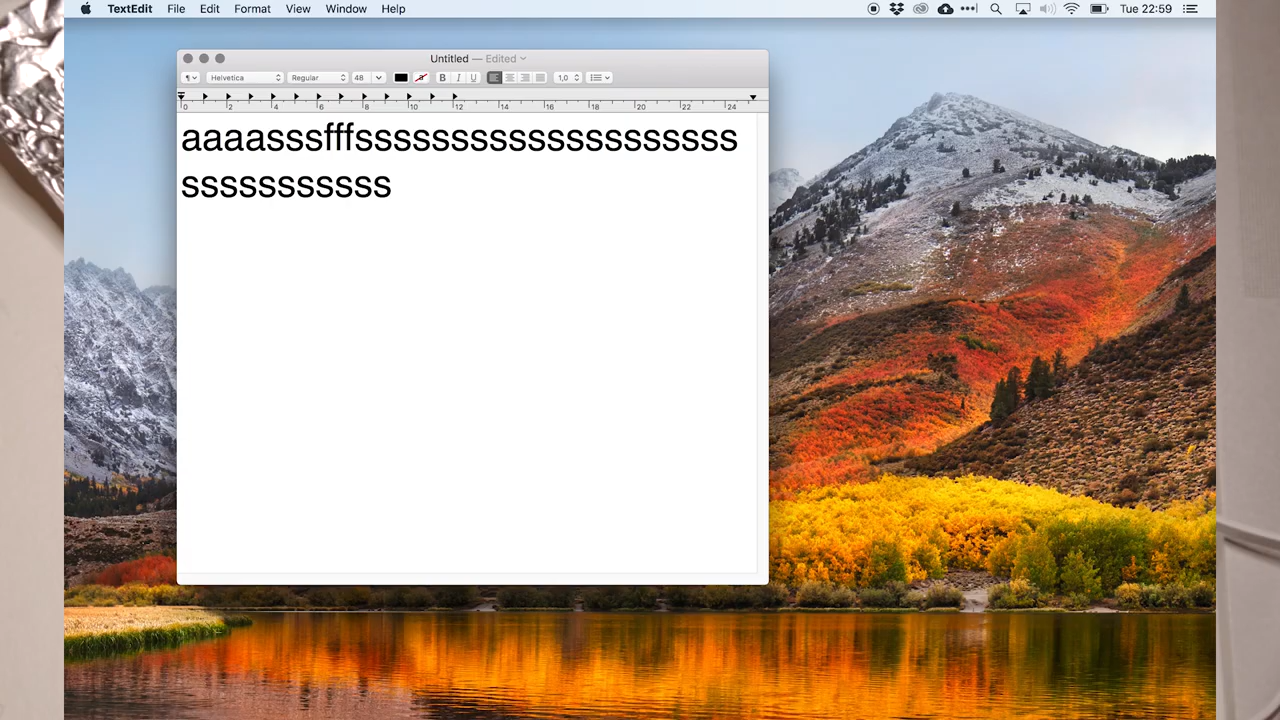 TextEdit File Edit Format View Window Help Tue 22:59
Untitled — Edited
¶ Helvetica Regular 48 a B I U 1,0
0 2 4 6 8 10 12 14 16 18 20 22 24
aaaasssfffssssssssssssssssssss
sssssssssss